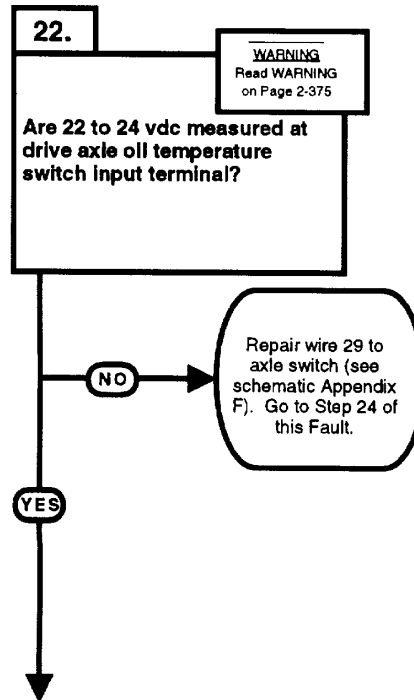 22.
WARNING
Read WARNING
on Page 2-375
Are 22 to 24 vdc measured at
drive axle oil temperature
switch input terminal?
NO
Repair wire 29 to
axle switch (see
schematic Appendix
F). Go to Step 24 of
this Fault.
YES